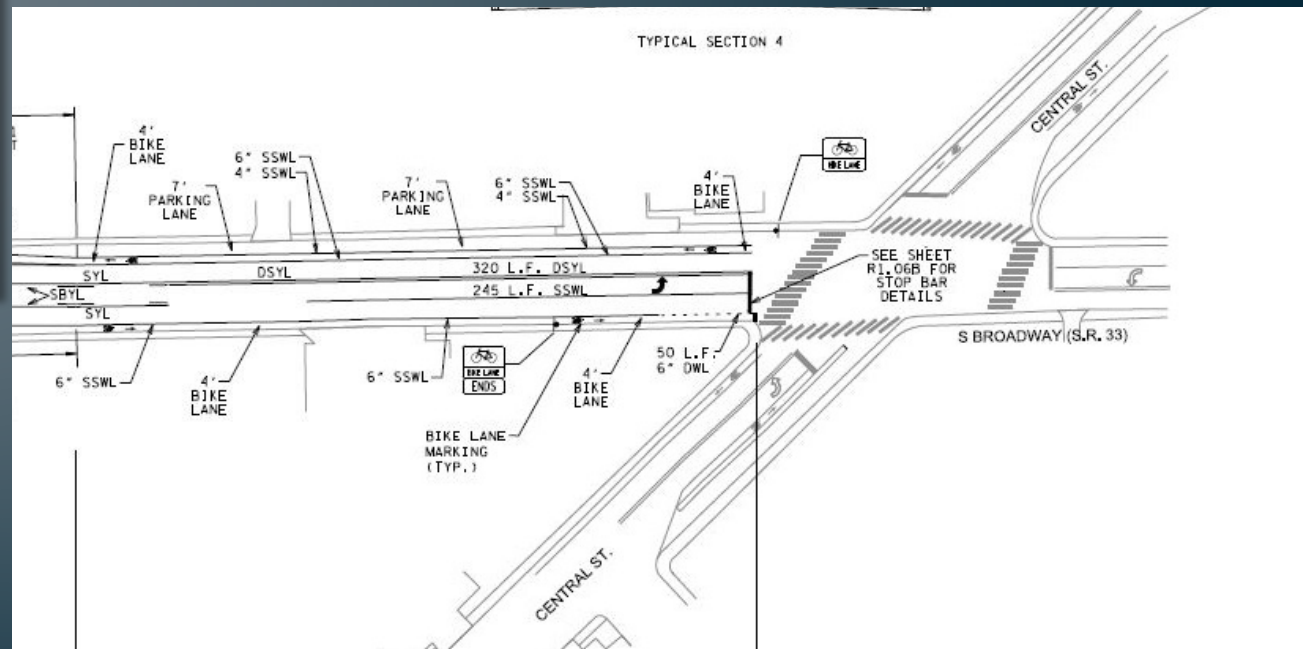 TYPICAL SECTION 4
CENTRAL ST.
4'
BIKE
LANE
6" SSWL
4" SSWL
7'
PARKING
LANE
7'
PARKING
LANE
6" SSWL
4" SSWL
4'
BIKE
LANE
BIKE LANE
SEE SHEET
R1.06B FOR
STOP BAR
DETAILS
SYL
DSYL
320 L.F. DSYL
SBYL
245 L.F. SSWL
SYL
S BROADWAY (S.R. 33)
6" SSWL
4'
BIKE
LANE
6" SSWL
BIKE LANE
ENDS
4'
BIKE
LANE
50 L.F.
6" DWL
BIKE LANE
MARKING
(TYP.)
CENTRAL ST.